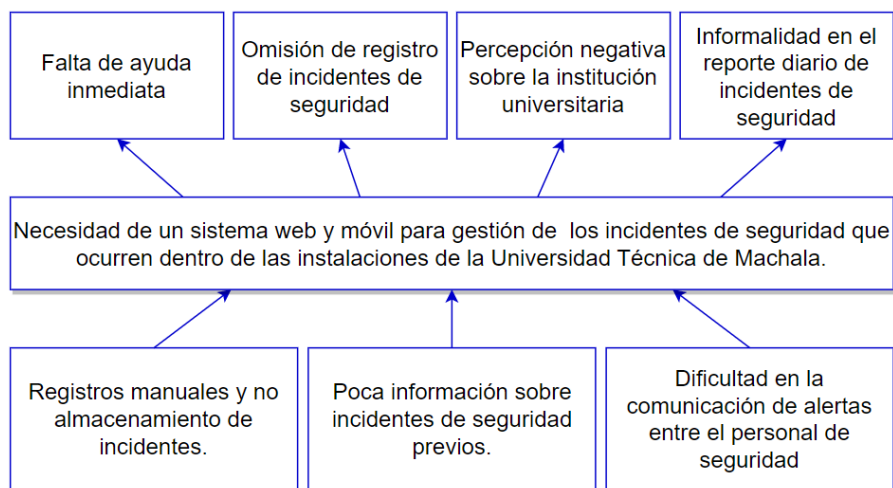 Falta de ayuda
inmediata
Omisión de registro
de incidentes de
seguridad
Percepción negativa
sobre la institución
universitaria
Informalidad en el
reporte diario de
incidentes de
seguridad
Necesidad de un sistema web y móvil para gestión de  los incidentes de seguridad que
ocurren dentro de las instalaciones de la Universidad Técnica de Machala.
Registros manuales y no
almacenamiento de
incidentes.
Poca información sobre
incidentes de seguridad
previos.
Dificultad en la
comunicación de alertas
entre el personal de
seguridad